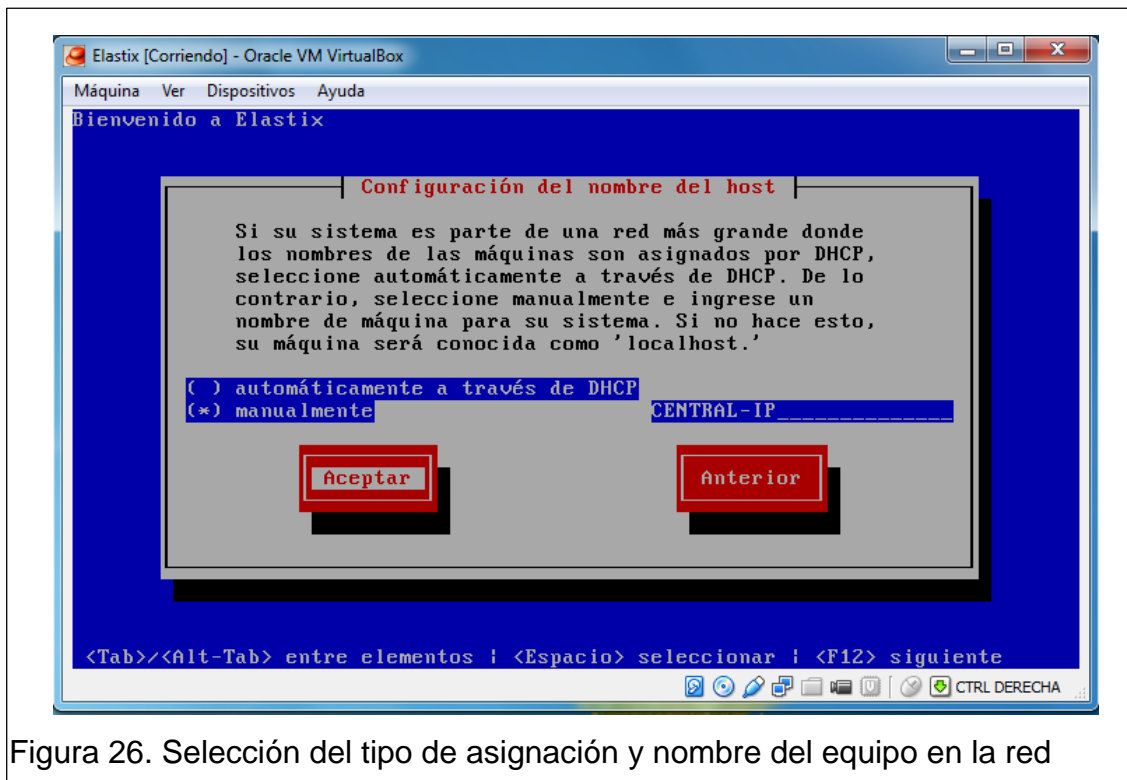 Elastix [Corriendo] - Oracle VM VirtualBox
Máquina Ver Dispositivos Ayuda
Bienvenido a Elastix
Configuración del nombre del host
Si su sistema es parte de una red más grande donde
los nombres de las máquinas son asignados por DHCP,
seleccione automáticamente a través de DHCP. De lo
contrario, seleccione manualmente e ingrese un
nombre de máquina para su sistema. Si no hace esto,
su máquina será conocida como 'localhost.'
( ) automáticamente a través de DHCP
(*) manualmente CENTRAL-IP______________
Aceptar Anterior
<Tab>/<Alt-Tab> entre elementos ¦ <Espacio> seleccionar ¦ <F12> siguiente
CTRL DERECHA
Figura 26. Selección del tipo de asignación y nombre del equipo en la red